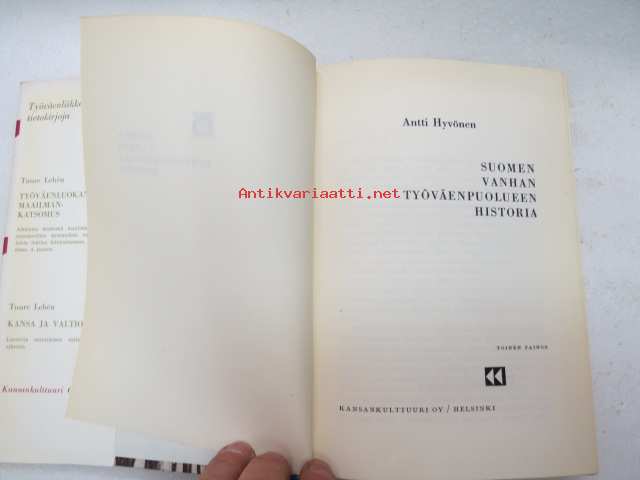 Työväenliikke
tietokirjoja
Tuure Lehén
TYÖVÄENLUOKAN
MAAILMAN-
KATSOMUS
Tuure Lehén
KANSA JA VALTIO
Kansankulttuuri
Antikvariaatti.net
Antti Hyvönen
SUOMEN
VANHAN
TYÖVÄENPUOLUEEN
HISTORIA
TOINEN PAINOS
KANSANKULTTUURI OY / HELSINKI